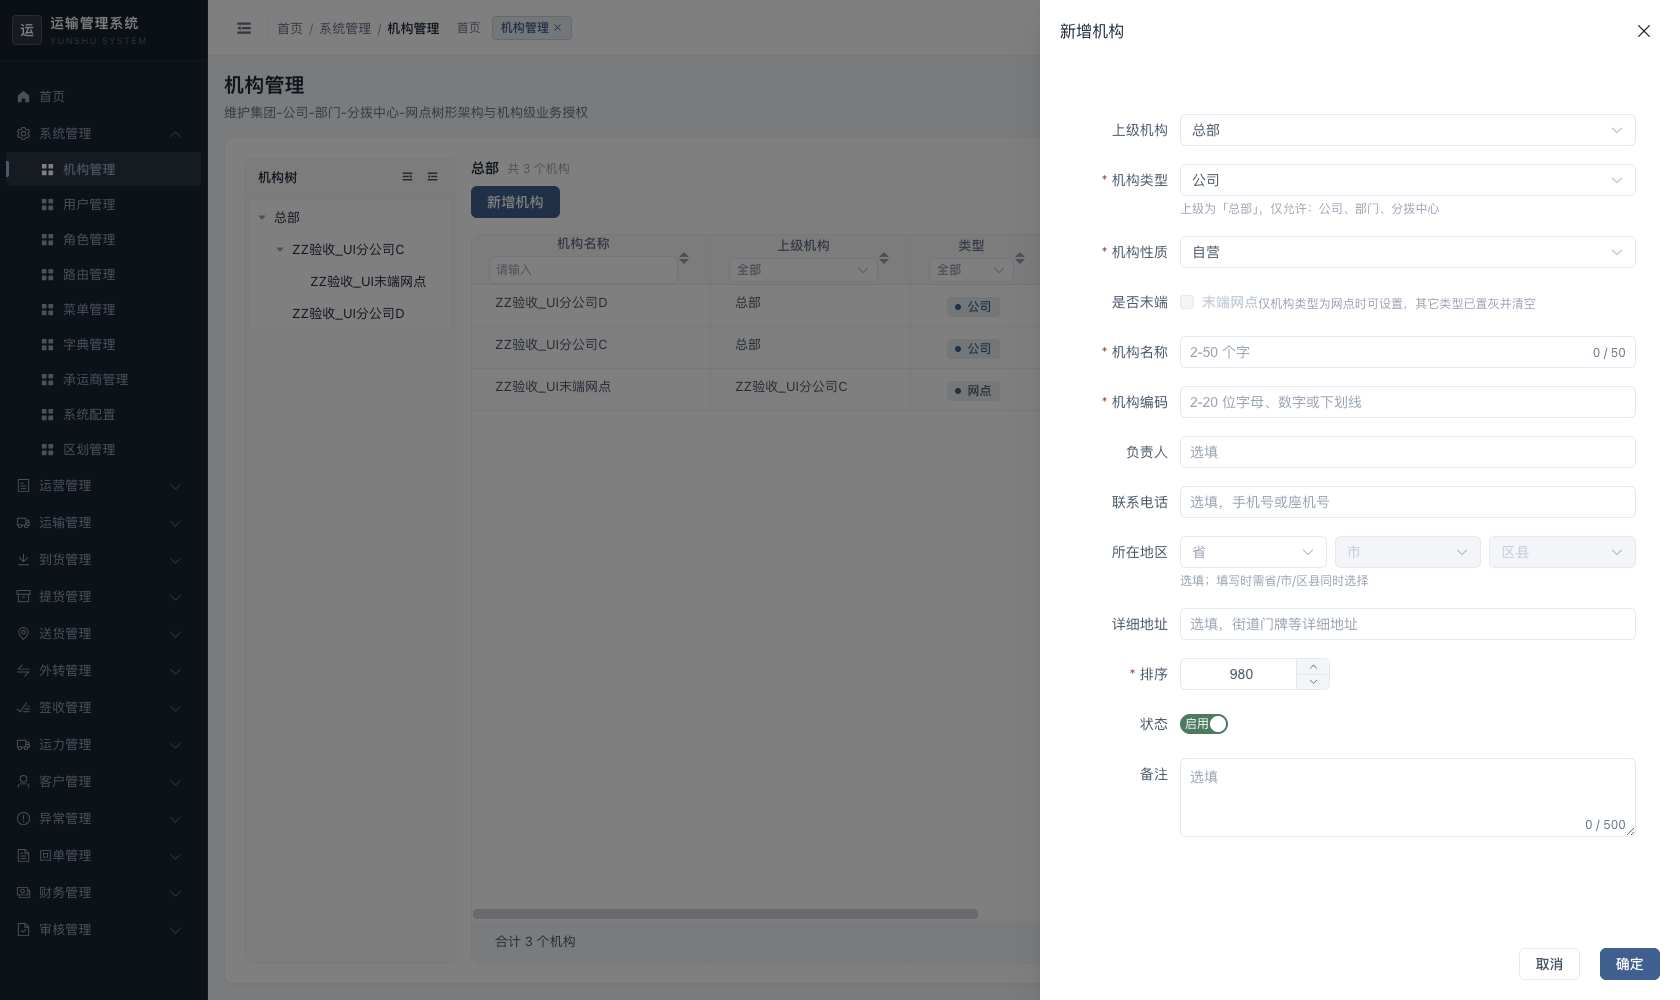 运
运输管理系统
YUNSHU SYSTEM
首页
系统管理
机构管理
用户管理
角色管理
路由管理
菜单管理
字典管理
承运商管理
系统配置
区划管理
运营管理
运输管理
到货管理
提货管理
送货管理
外转管理
签收管理
运力管理
客户管理
异常管理
回单管理
财务管理
审核管理
首页 / 系统管理 / 机构管理
首页
机构管理
机构管理
维护集团-公司-部门-分拨中心-网点树形架构与机构级业务授权
机构树
总部
ZZ验收_UI分公司C
ZZ验收_UI末端网点
ZZ验收_UI分公司D
总部 共 3 个机构
新增机构
机构名称 上级机构 类型
请输入 全部 全部
ZZ验收_UI分公司D 总部 公司
ZZ验收_UI分公司C 总部 公司
ZZ验收_UI末端网点 ZZ验收_UI分公司C 网点
合计 3 个机构
新增机构
上级机构 总部
* 机构类型 公司
上级为「总部」，仅允许：公司、部门、分拨中心
* 机构性质 自营
是否末端 末端网点仅机构类型为网点时可设置，其它类型已置灰并清空
* 机构名称 2-50 个字 0 / 50
* 机构编码 2-20 位字母、数字或下划线
负责人 选填
联系电话 选填，手机号或座机号
所在地区 省 市 区县
选填；填写时需省/市/区县同时选择
详细地址 选填，街道门牌等详细地址
* 排序 980
状态 启用
备注 选填
0 / 500
取消 确定